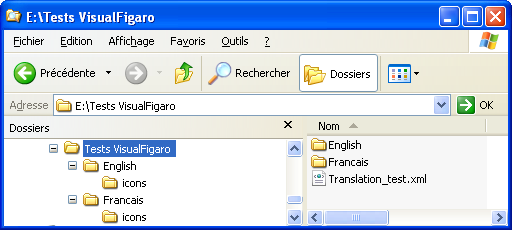 E:\Tests VisualFigaro
Fichier Edition Affichage Favoris Outils ?
Précédente Rechercher Dossiers
Adresse E:\Tests VisualFigaro OK
Dossiers
Nom
Tests VisualFigaro
English
icons
Francais
icons
English
Francais
Translation_test.xml